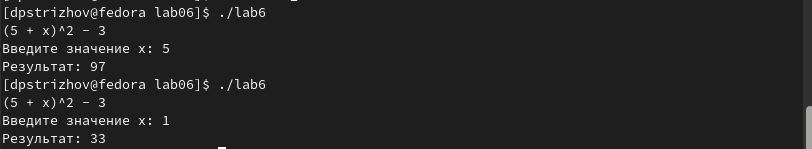 [dpstrizhov@fedora lab06]$ ./lab6
(5 + x)^2 - 3
Введите значение x: 5
Результат: 97
[dpstrizhov@fedora lab06]$ ./lab6
(5 + x)^2 - 3
Введите значение x: 1
Результат: 33